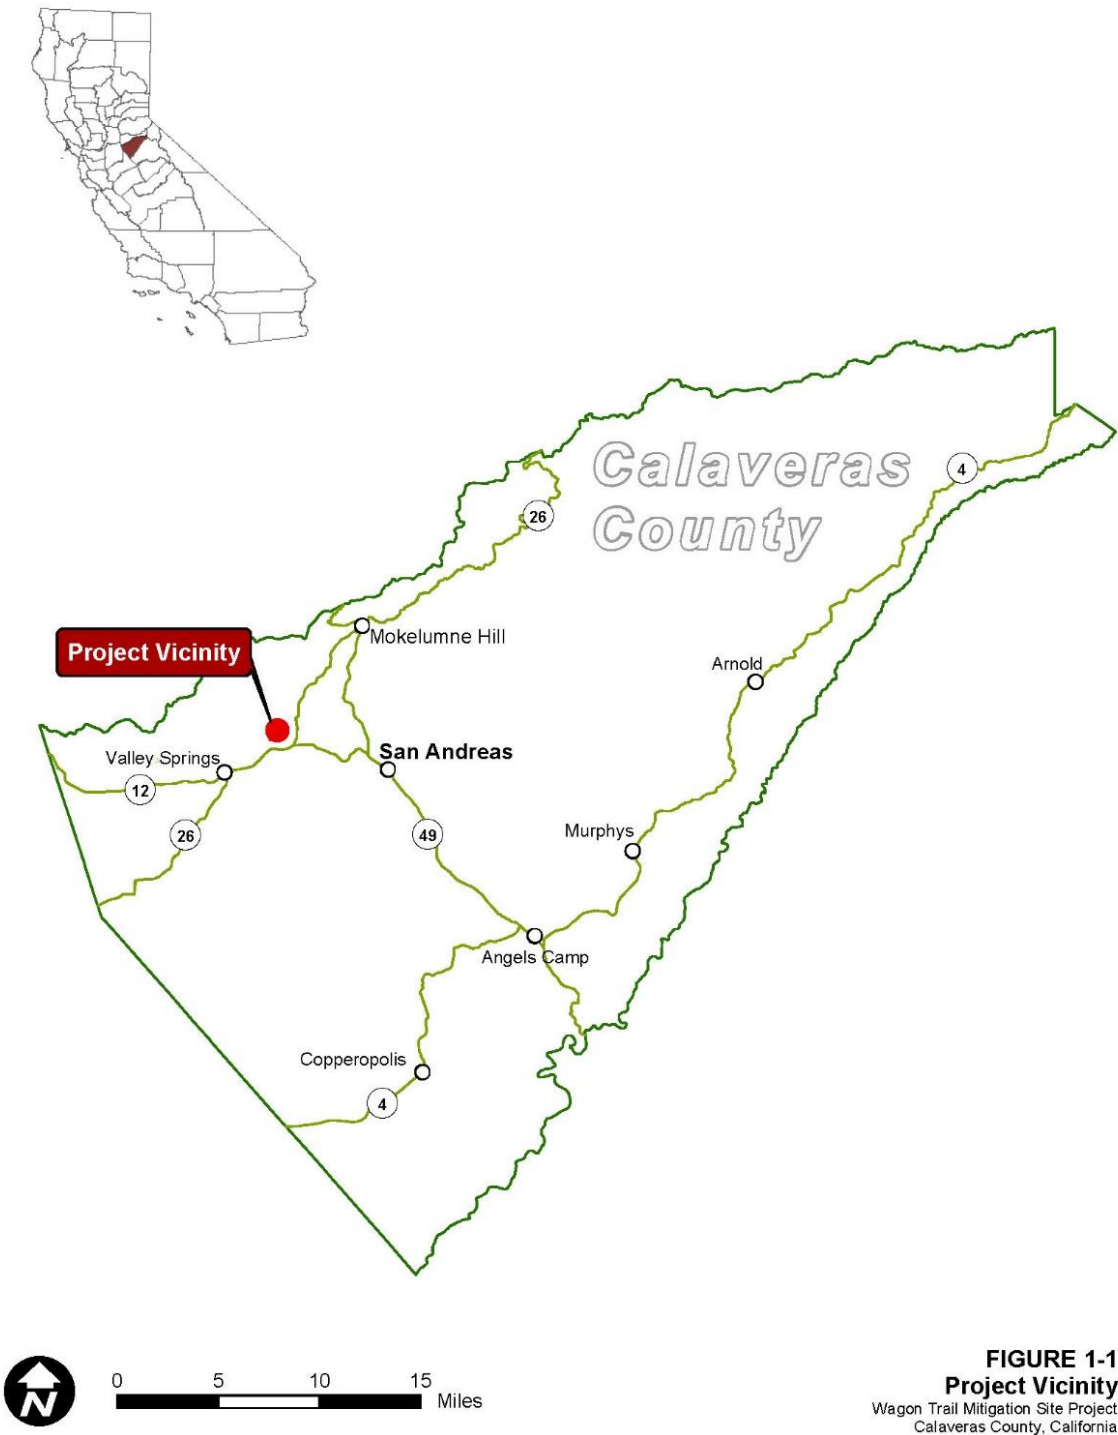 Calaveras
County
4
26
Mokelumne Hill
Project Vicinity
Arnold
San Andreas
Valley Springs
12
26
49
Murphys
Angels Camp
Copperopolis
4
N
0 5 10 15
Miles
FIGURE 1-1
Project Vicinity
Wagon Trail Mitigation Site Project
Calaveras County, California